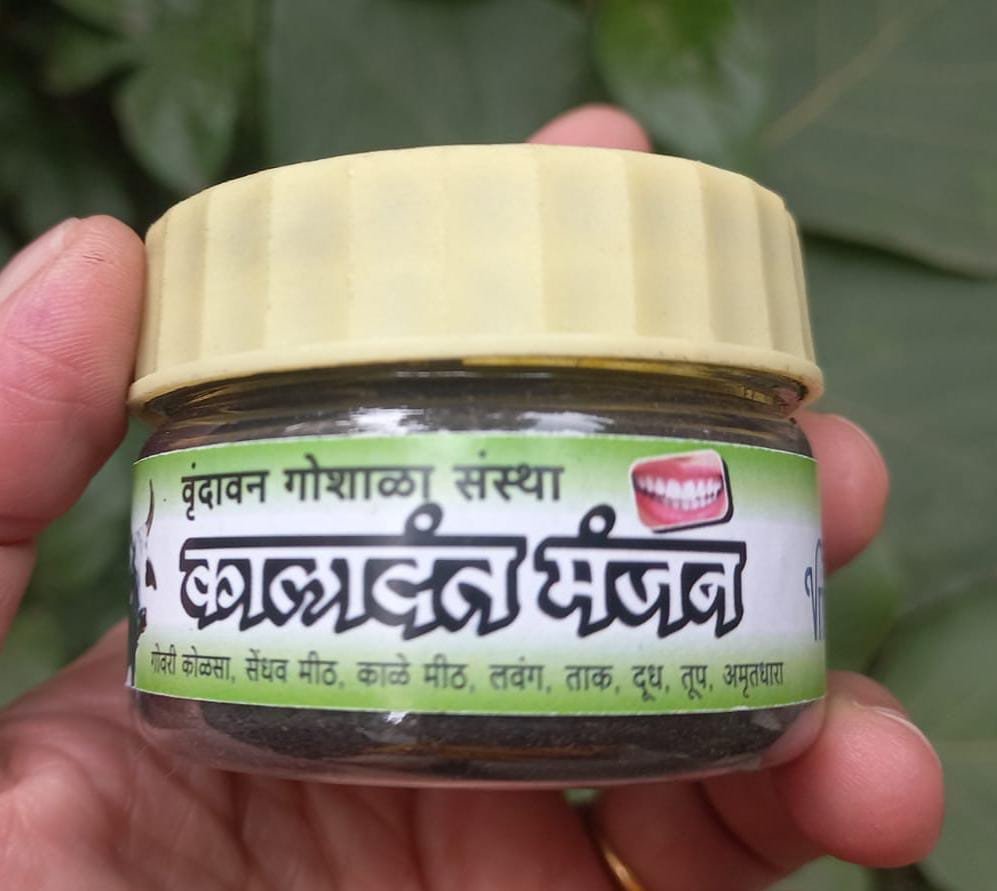 वृंदावन गोशाळा संस्था
कालादंत मंजन
गोवरी कोळसा, सेंधव मीठ, काळे मीठ, लवंग, ताक, दूध, तूप, अमृतधारा